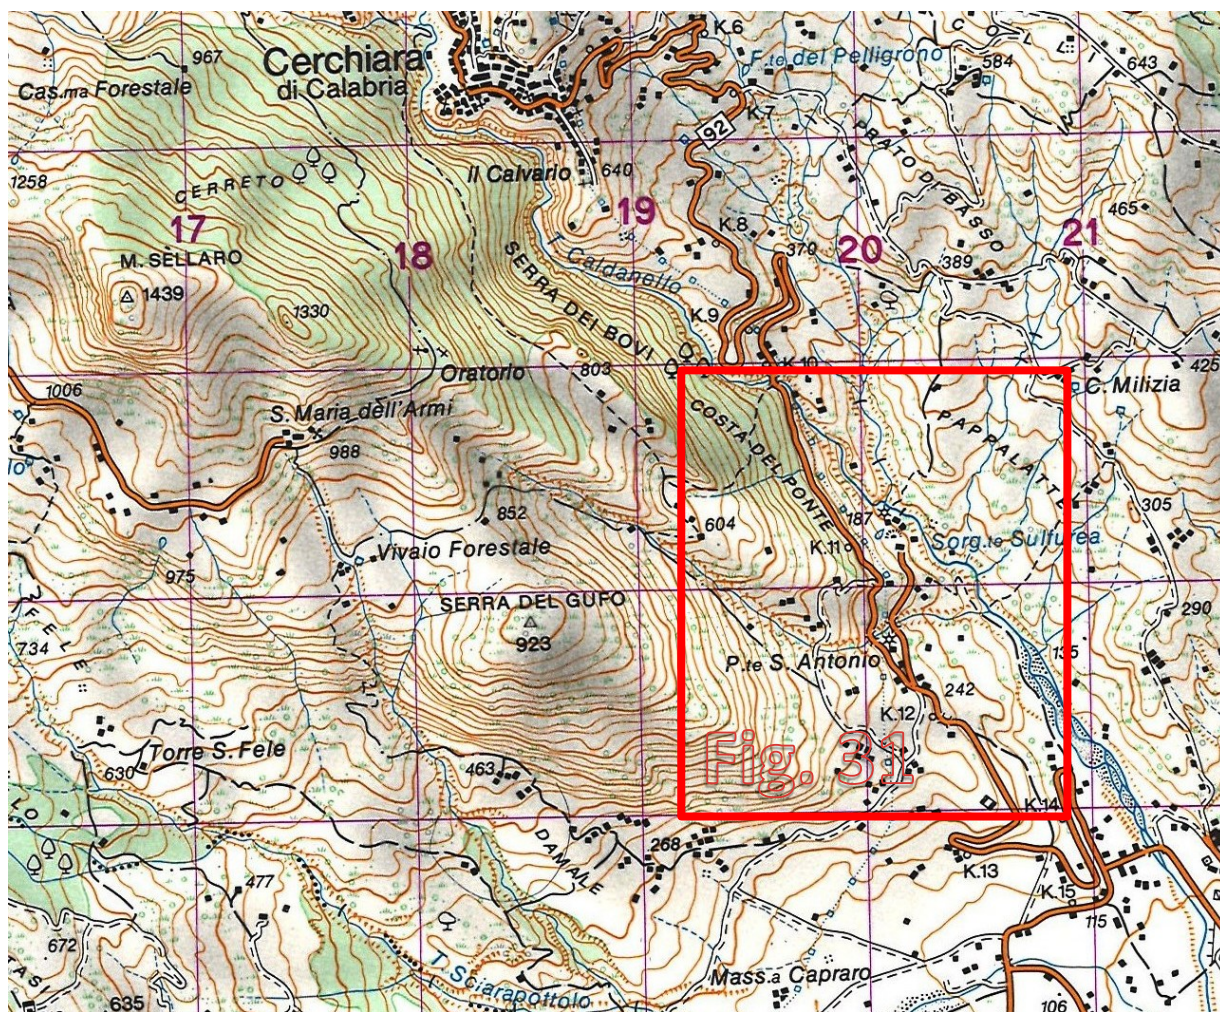 K.6
F.te del Pelligrono
COLLI
967
Cerchiara
di Calabria
584
643
Cas.ma Forestale
K.7
92
PRATO DI BASSO
1258
CERRETO
Il Calvario
640
465
17
19
K.8
M. SELLARO
18
SERRA DEI BOVI
T. Caldanello
370
20
389
21
1439
1330
K.9
803
K.10
425
1006
Oratorio
C. Milizia
S. Maria dell'Armi
COSTA DEL PONTE
PAPPALATTE
988
852
604
187
305
Vivaio Forestale
K.11
Sorg.te Sulfurea
975
SERRA DEL GUFO
290
923
734
P.te S. Antonio
135
242
K.12
Torre S. Fele
Fig. 31
630
463
K.14
LO
DAMALE
268
K.13
477
K.15
115
672
T. Sciarapottolo
Mass.a Capraro
635
106